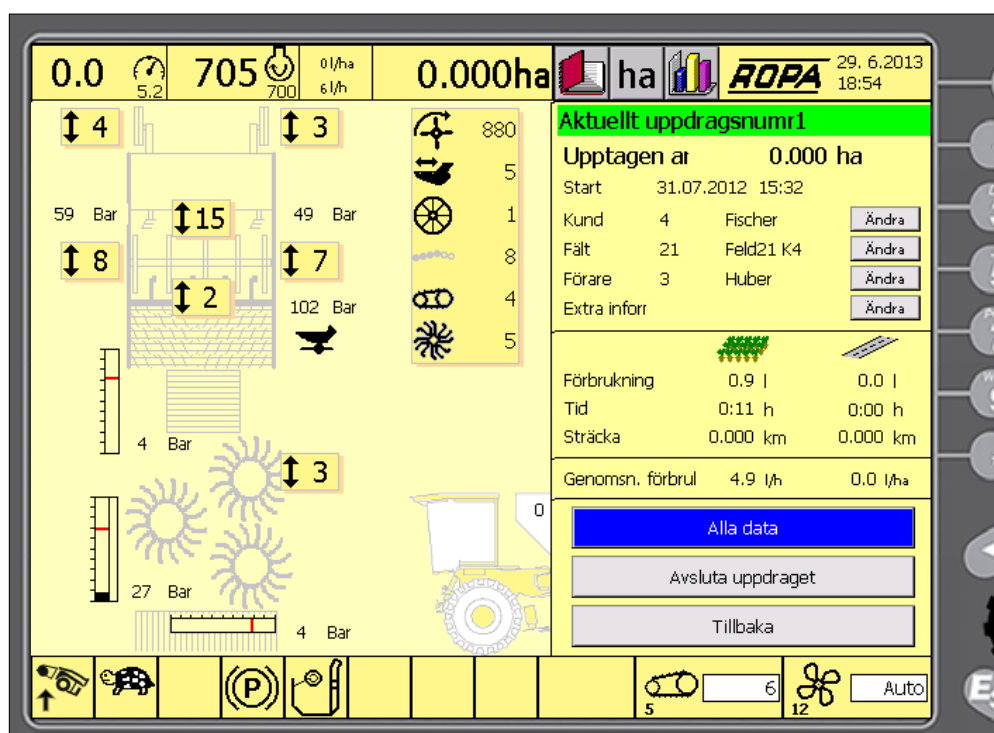 0.0
5.2
705
700
0 l/ha
6 l/h
0.000ha
ha
ROPA
29. 6.2013
18:54
4
3
59 Bar
15
49 Bar
8
7
2
102 Bar
4 Bar
3
27 Bar
4 Bar
880
5
1
8
4
5
0
Aktuellt uppdragsnumr1
Upptagen ar 0.000 ha
Start 31.07.2012 15:32
Kund 4 Fischer Ändra
Fält 21 Feld21 K4 Ändra
Förare 3 Huber Ändra
Extra inforr Ändra
Förbrukning 0.9 l 0.0 l
Tid 0:11 h 0:00 h
Sträcka 0.000 km 0.000 km
Genomsn. förbrul 4.9 l/h 0.0 l/ha
Alla data
Avsluta uppdraget
Tillbaka
(P)
5
6
12
Auto